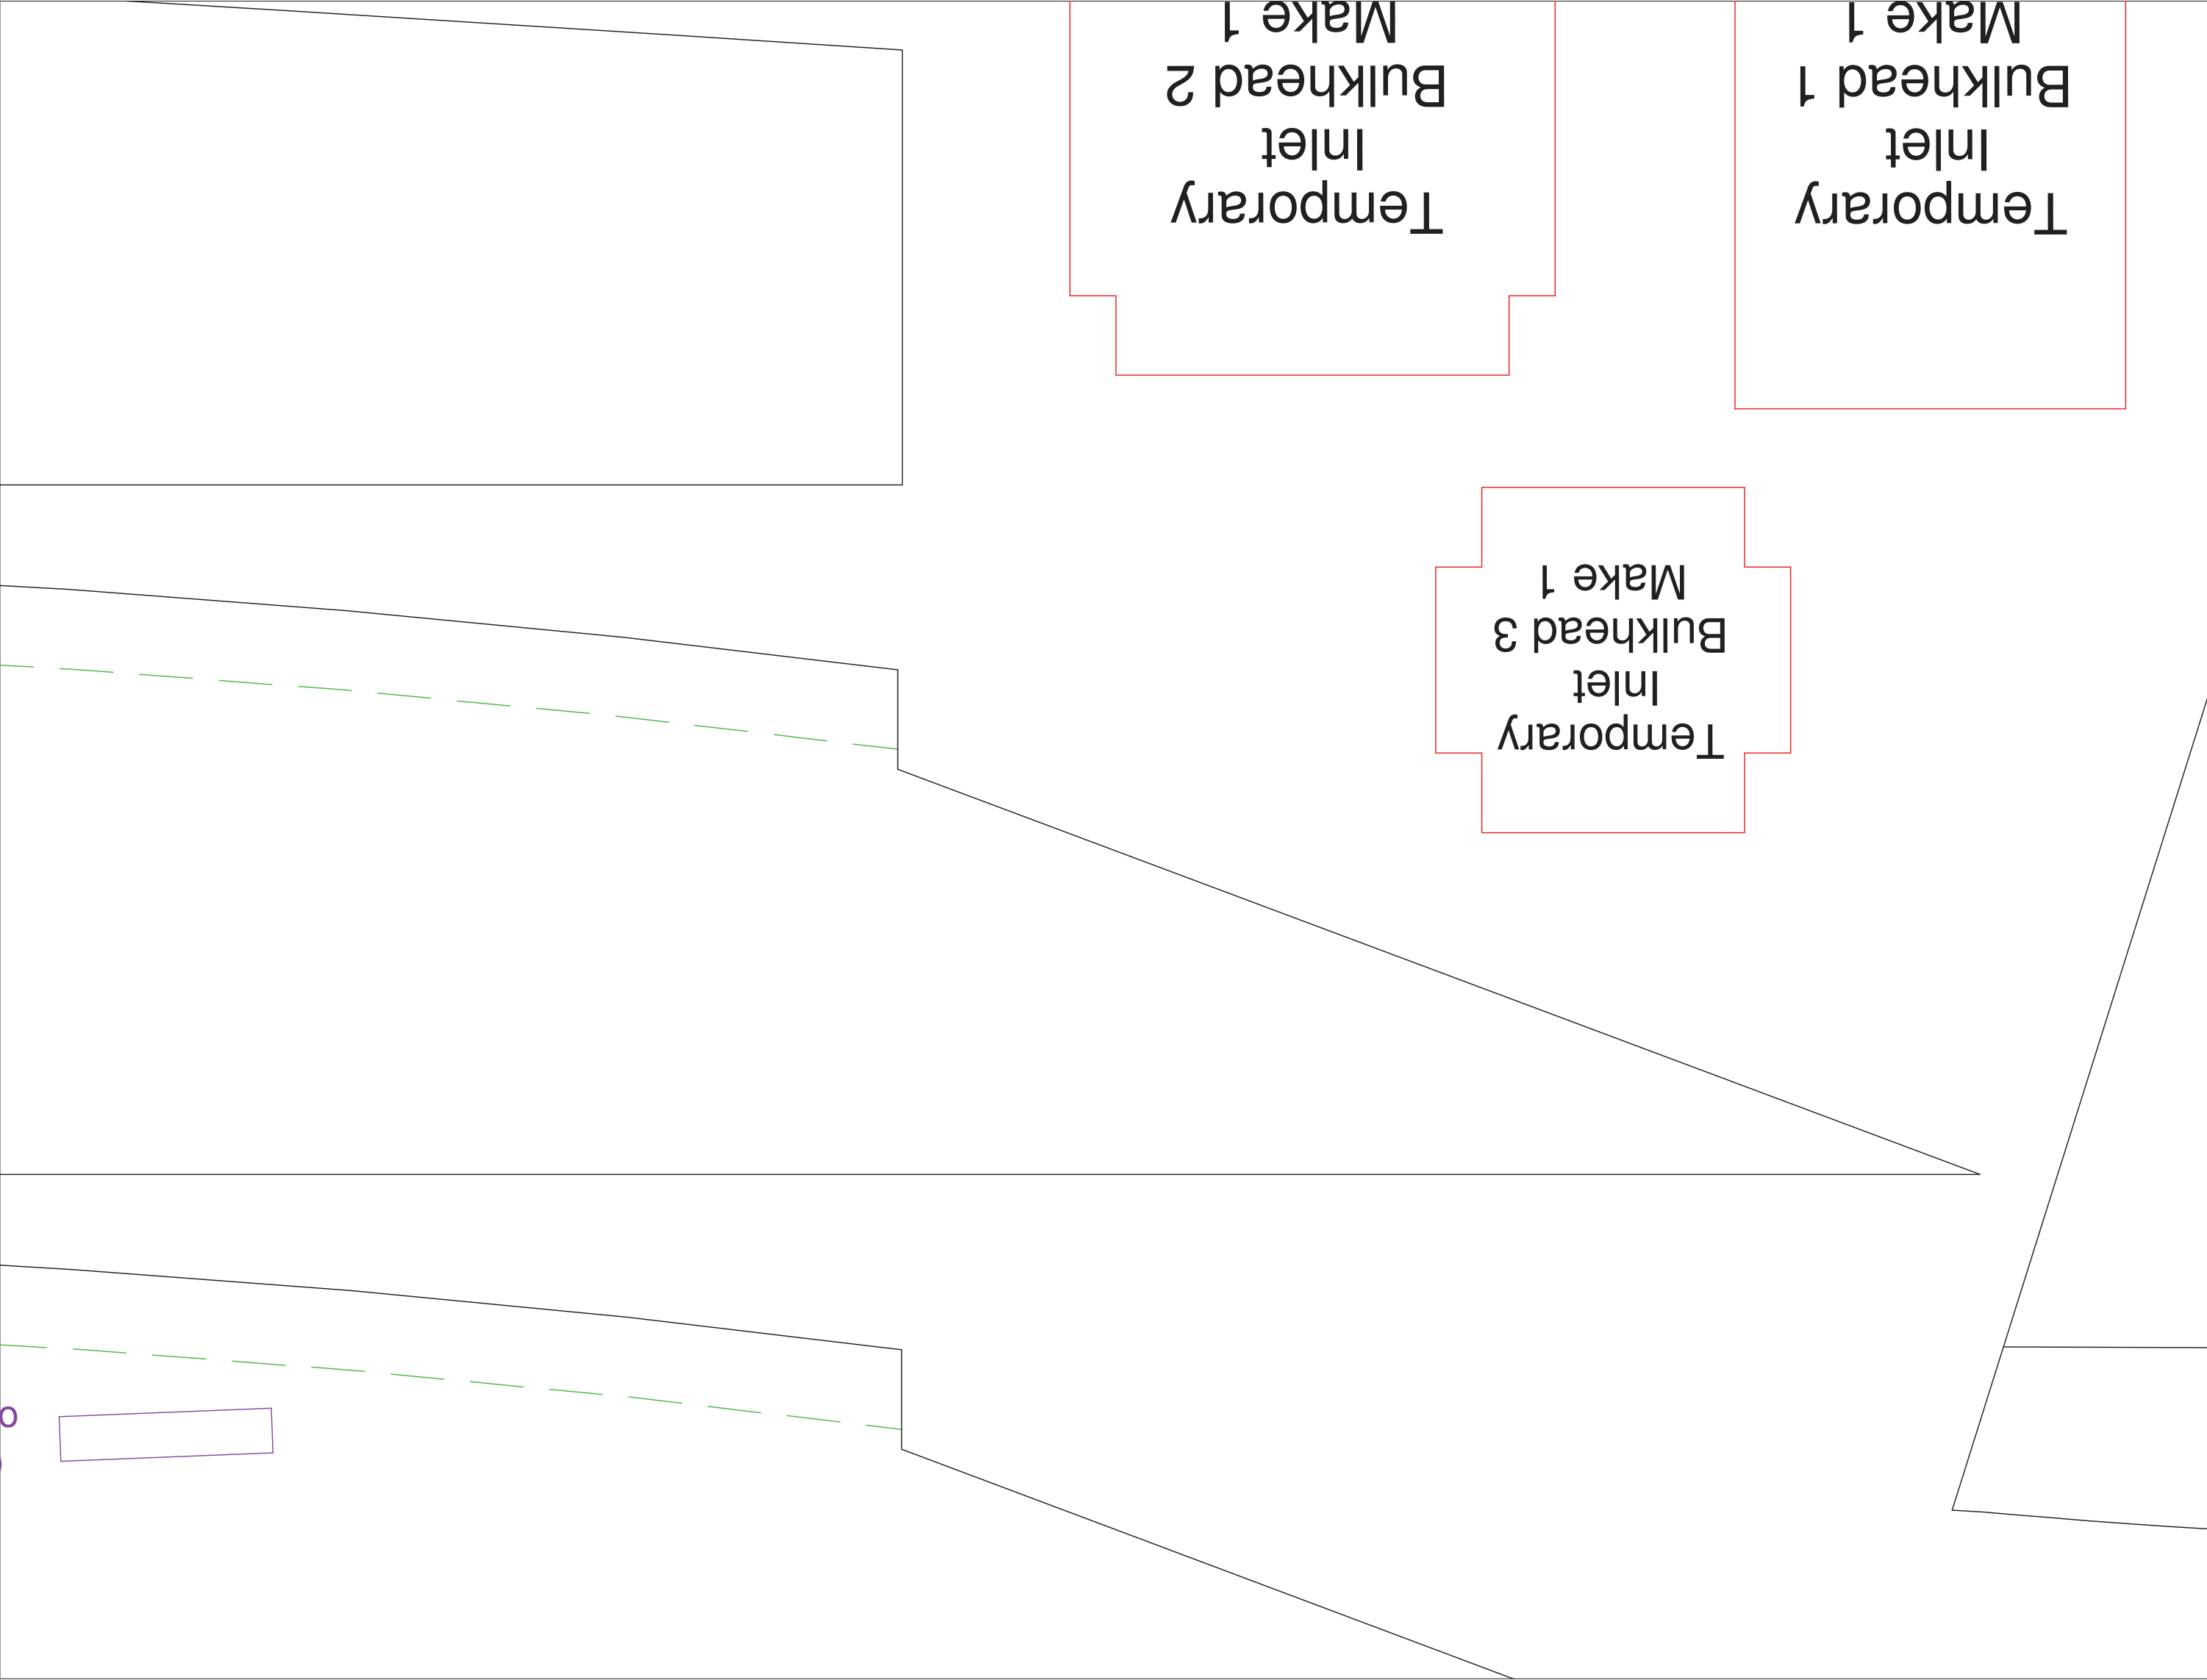 Temporary
Inlet
Bulkhead 1
Make 1
Temporary
Inlet
Bulkhead 2
Make 1
Temporary
Inlet
Bulkhead 3
Make 1